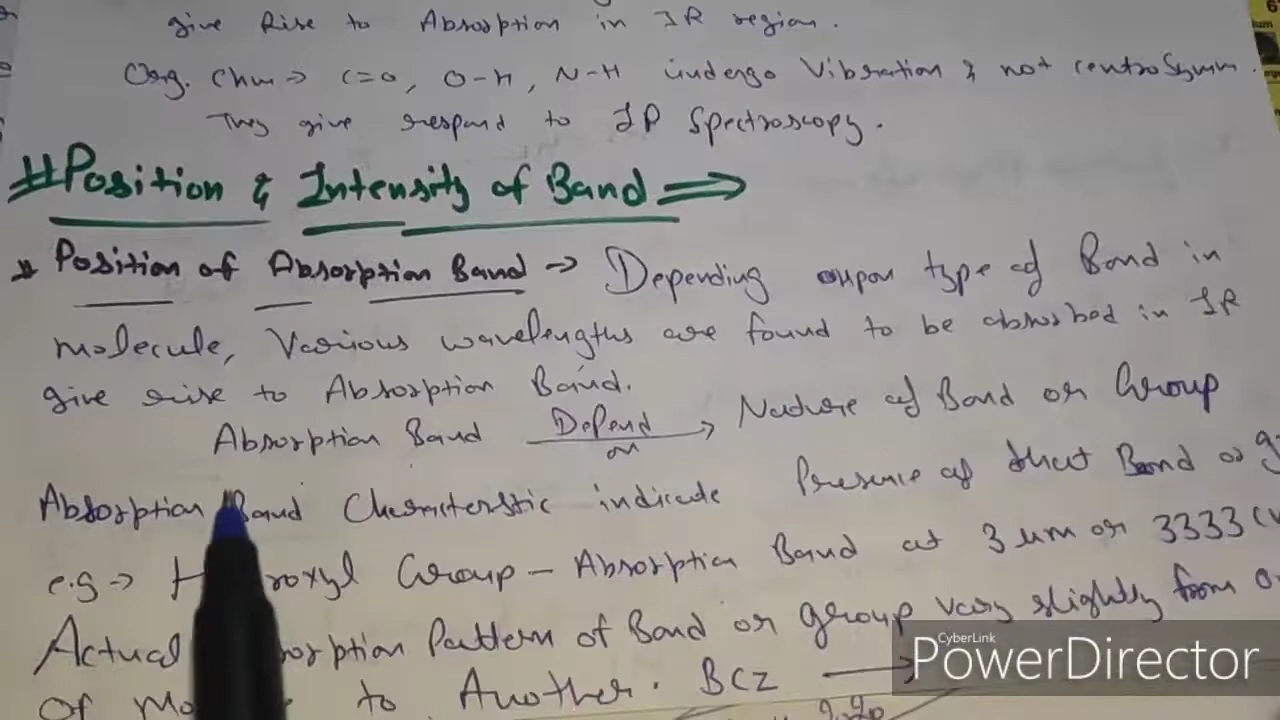 give Rise to Absorption in IR region.
Org. Chm → C=O, O-H, N-H undergo Vibration & not centroSymm.
They give respond to IR Spectroscopy.
#Position & Intensity of Band ⇒
* Position of Absorption Band → Depending upon type of Bond in
molecule, Various wavelengths are found to be absorbed in IR
give rise to Absorption Band.
Absorption Band Depend on → Nature of Bond or Group
Absorption Band Characteristic indicate Presence of that Bond or
e.g → Group - Absorption Band at 3 um or 3333
Actual Pattern of Bond or group vary slightly from
of to Another. BCZ →
CyberLink
PowerDirector